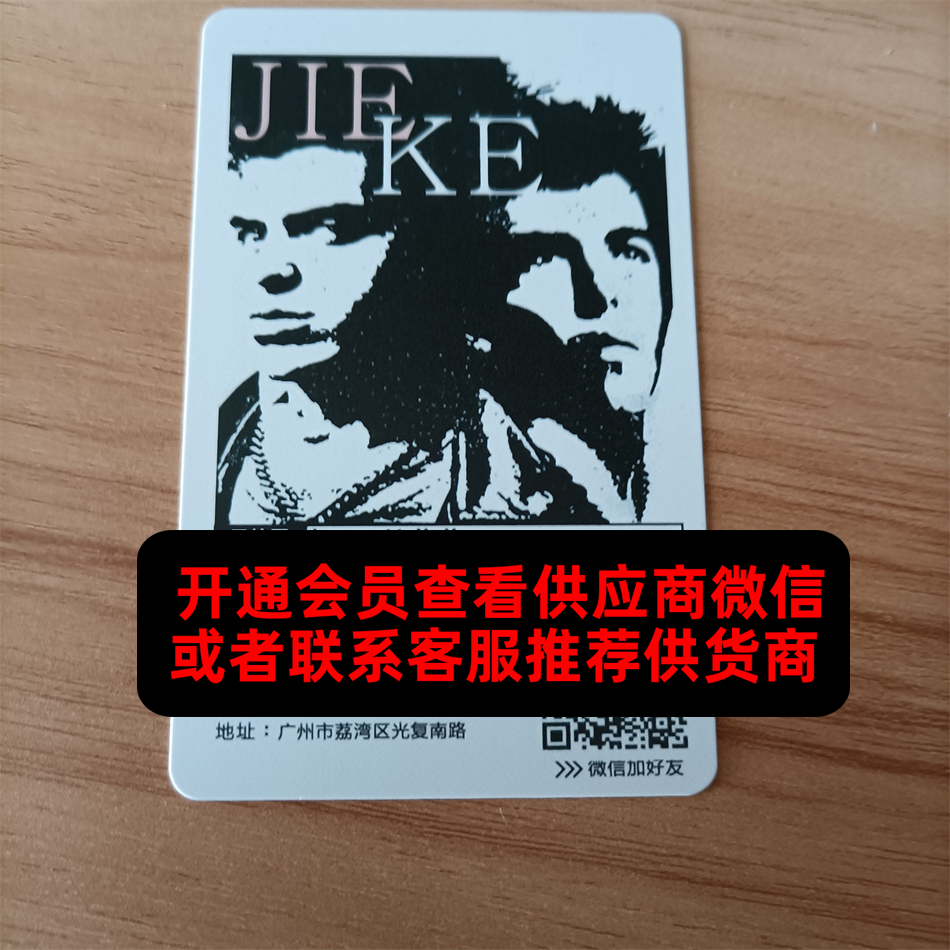 JIE
KE
开通会员查看供应商微信
或者联系客服推荐供货商
地址：广州市荔湾区光复南路
>>> 微信加好友